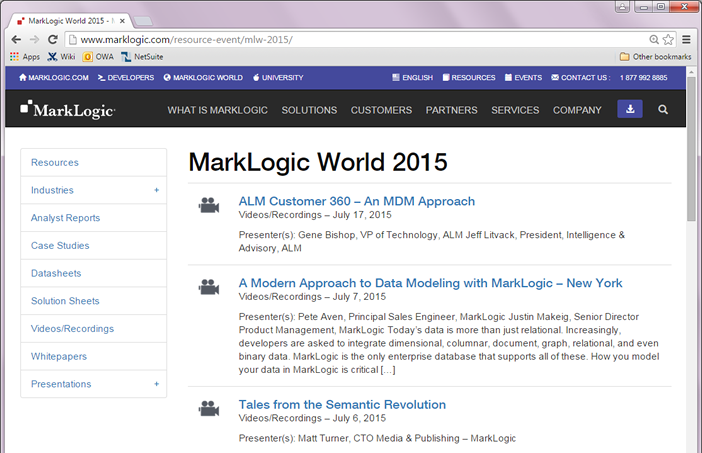 MarkLogic World 2015 - M
www.marklogic.com/resource-event/mlw-2015/
Apps Wiki OWA NetSuite Other bookmarks
MARKLOGIC.COM DEVELOPERS MARKLOGIC WORLD UNIVERSITY ENGLISH RESOURCES EVENTS CONTACT US : 1 877 992 8885
MarkLogic WHAT IS MARKLOGIC SOLUTIONS CUSTOMERS PARTNERS SERVICES COMPANY
Resources
Industries +
Analyst Reports
Case Studies
Datasheets
Solution Sheets
Videos/Recordings
Whitepapers
Presentations +
MarkLogic World 2015
ALM Customer 360 – An MDM Approach
Videos/Recordings – July 17, 2015
Presenter(s): Gene Bishop, VP of Technology, ALM Jeff Litvack, President, Intelligence &
Advisory, ALM
A Modern Approach to Data Modeling with MarkLogic – New York
Videos/Recordings – July 7, 2015
Presenter(s): Pete Aven, Principal Sales Engineer, MarkLogic Justin Makeig, Senior Director
Product Management, MarkLogic Today's data is more than just relational. Increasingly,
developers are asked to integrate dimensional, columnar, document, graph, relational, and even
binary data. MarkLogic is the only enterprise database that supports all of these. How you model
your data in MarkLogic is critical […]
Tales from the Semantic Revolution
Videos/Recordings – July 6, 2015
Presenter(s): Matt Turner, CTO Media & Publishing – MarkLogic